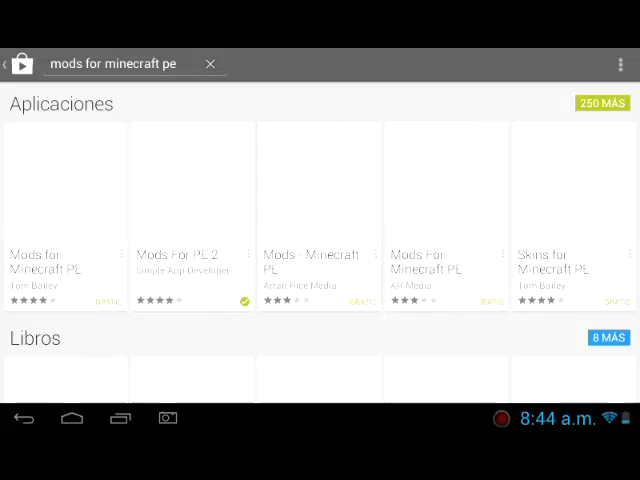 mods for minecraft pe
Aplicaciones
250 MÁS
Mods for
Minecraft PE
Tom Bailey
GRATIS
Mods For PE 2
Simple App Developer
Mods - Minecraft
PE
Arran Rice Media
GRATIS
Mods For
Minecraft PE
AR Media
GRATIS
Skins for
Minecraft PE
Tom Bailey
GRATIS
Libros
8 MÁS
8:44 a.m.